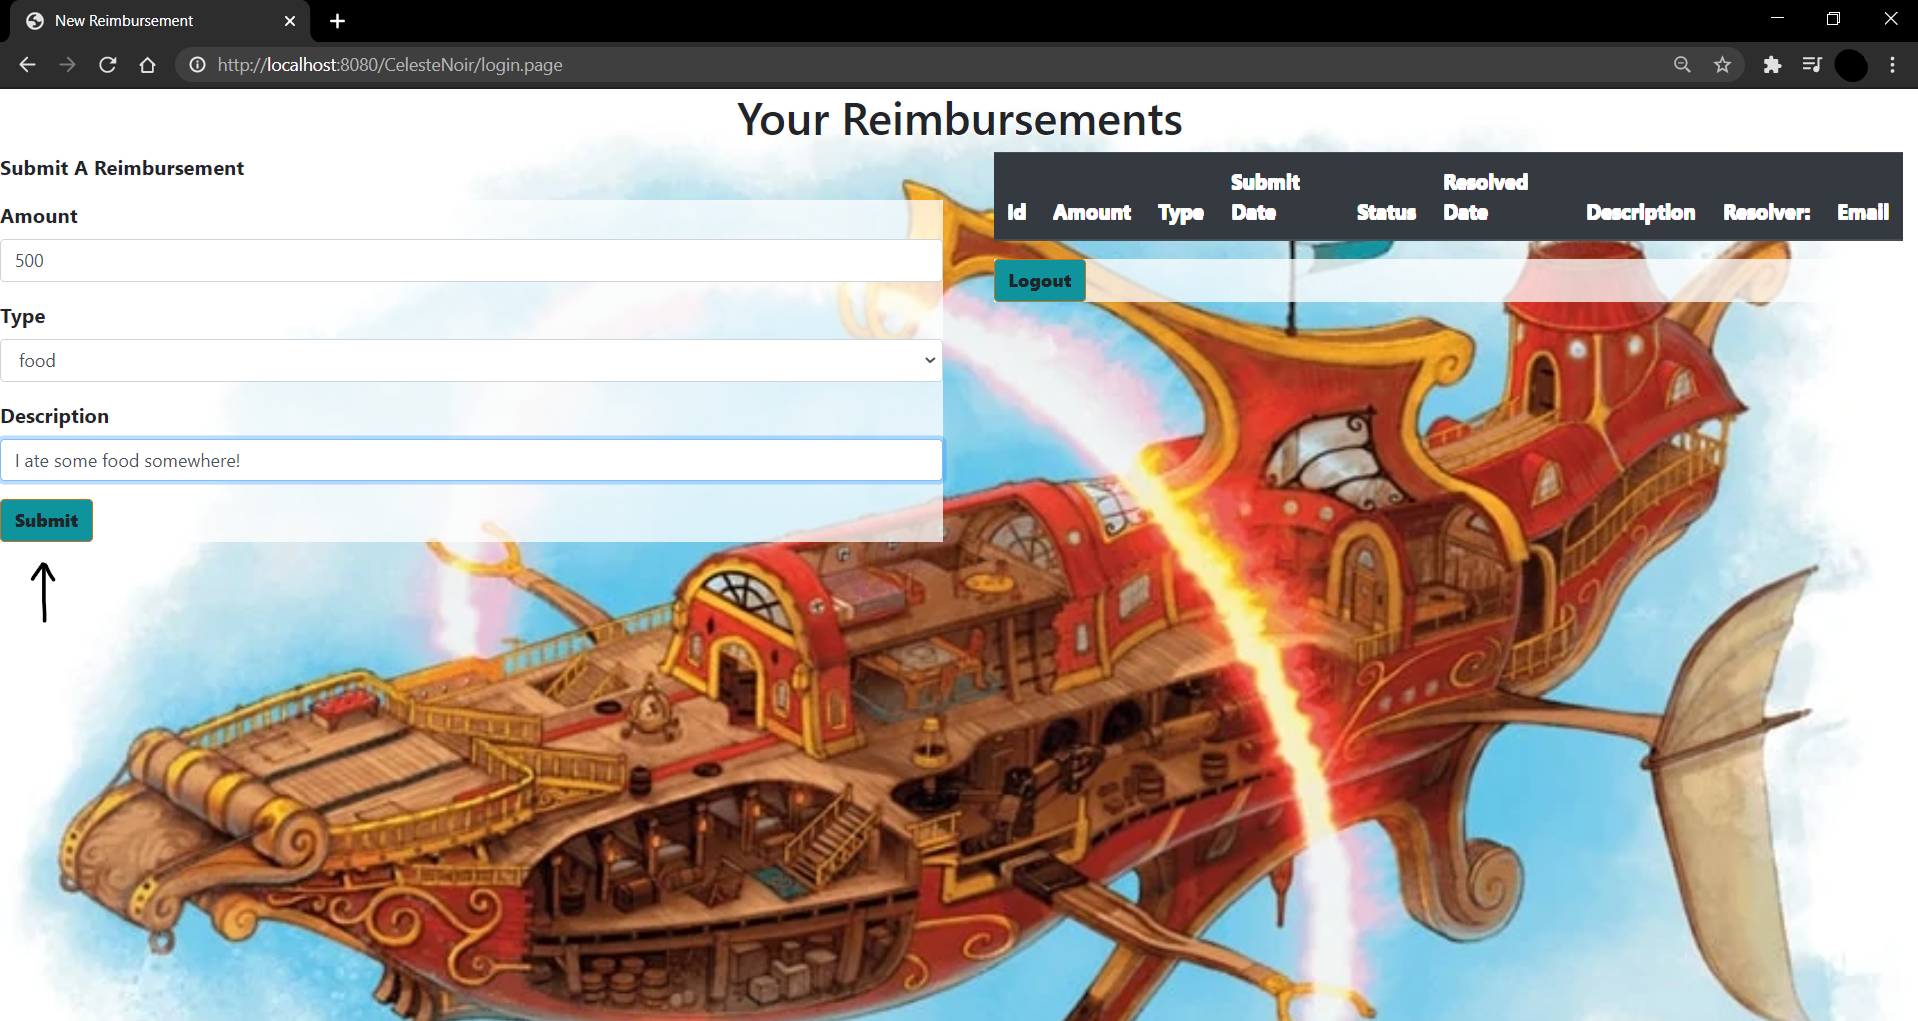 New Reimbursement
http://localhost:8080/CelesteNoir/login.page
Your Reimbursements
Submit A Reimbursement
Amount
500
Type
food
Description
I ate some food somewhere!
Submit
Id Amount Type Submit Date Status Resolved Date Description Resolver: Email
Logout